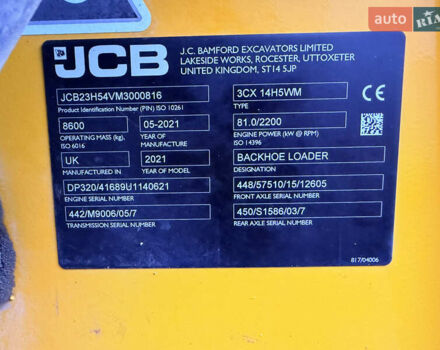 AUTO.RIA
JCB
J.C. BAMFORD EXCAVATORS LIMITED
LAKESIDE WORKS, ROCESTER, UTTOXETER
UNITED KINGDOM, ST14 5JP
JCB23H54VM3000816
Product Identification Number (PIN) ISO 10261
3CX 14H5WM
TYPE
8600
OPERATING MASS (kg),
ISO 6016
05-2021
YEAR OF
MANUFACTURE
81.0/2200
ENGINE POWER (kW @ RPM)
ISO 14396
UK
MANUFACTURED IN
2021
YEAR OF MODEL
BACKHOE LOADER
DESIGNATION
DP320/41689U1140621
ENGINE SERIAL NUMBER
448/57510/15/12605
FRONT AXLE SERIAL NUMBER
442/M9006/05/7
TRANSMISSION SERIAL NUMBER
450/S1586/03/7
REAR AXLE SERIAL NUMBER
817/04006